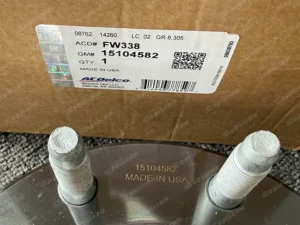 08762 14260 LC 02 GR.6.305
ACD# FW338
GM# 15104582
QTY. 1
ACDelco
MADE IN USA
15104582
MADE IN USA